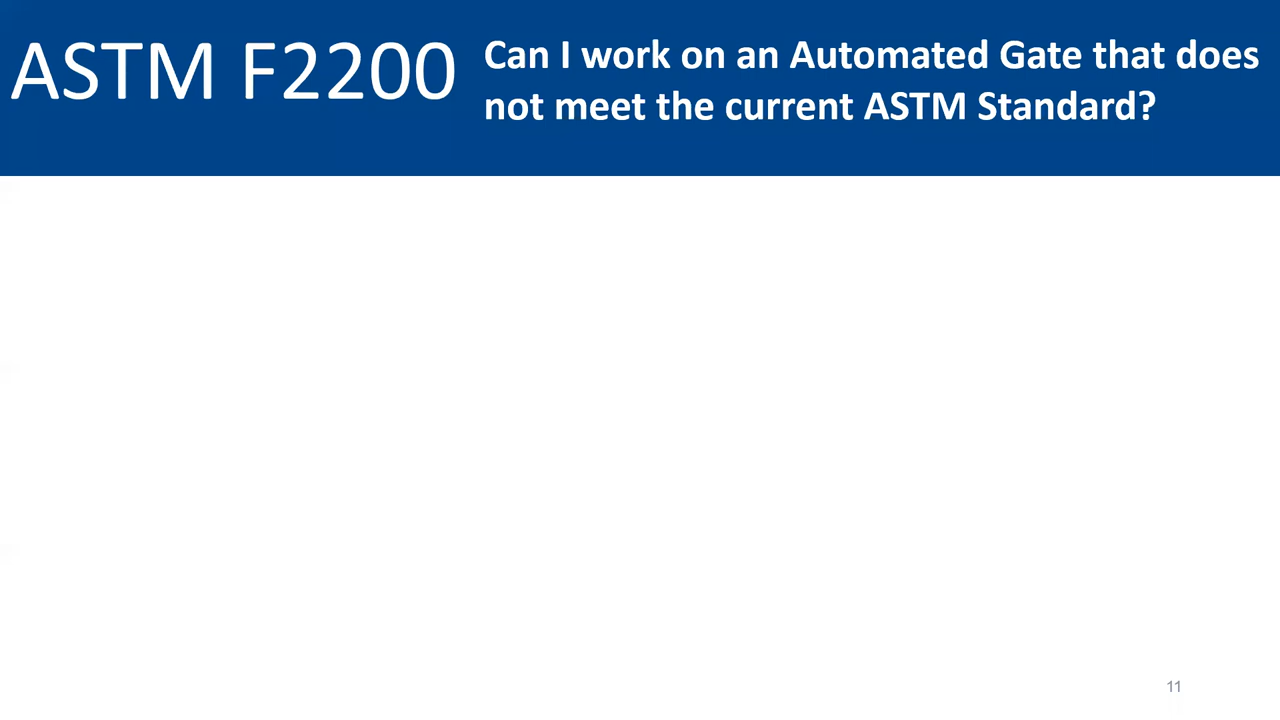 ASTM F2200
Can I work on an Automated Gate that does
not meet the current ASTM Standard?
11